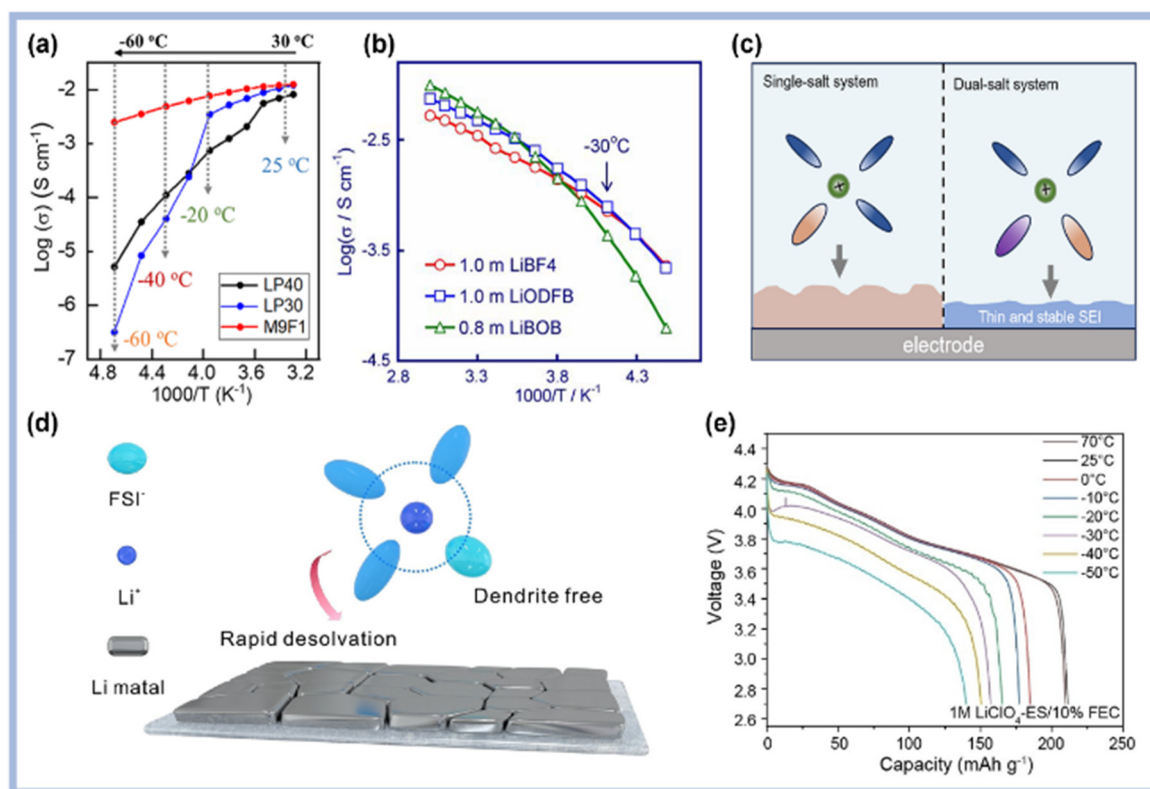 (a)
-60 °C
30 °C
Log (σ) (S cm⁻¹)
-2
-3
-4
-5
-6
-7
25 °C
-20 °C
-40 °C
-60 °C
LP40
LP30
M9F1
4.8 4.4 4.0 3.6 3.2
1000/T (K⁻¹)
(b)
Log(σ / S cm⁻¹)
-2.5
-3.5
-4.5
-30°C
1.0 m LiBF4
1.0 m LiODFB
0.8 m LiBOB
2.8 3.3 3.8 4.3
1000/T / K⁻¹
(c)
Single-salt system
Dual-salt system
+
+
Thin and stable SEI
electrode
(d)
FSI⁻
Li⁺
Li matal
Dendrite free
Rapid desolvation
(e)
Voltage (V)
4.4
4.2
4.0
3.8
3.6
3.4
3.2
3.0
2.8
2.6
70°C
25°C
0°C
-10°C
-20°C
-30°C
-40°C
-50°C
1M LiClO₄-ES/10% FEC
0 50 100 150 200 250
Capacity (mAh g⁻¹)